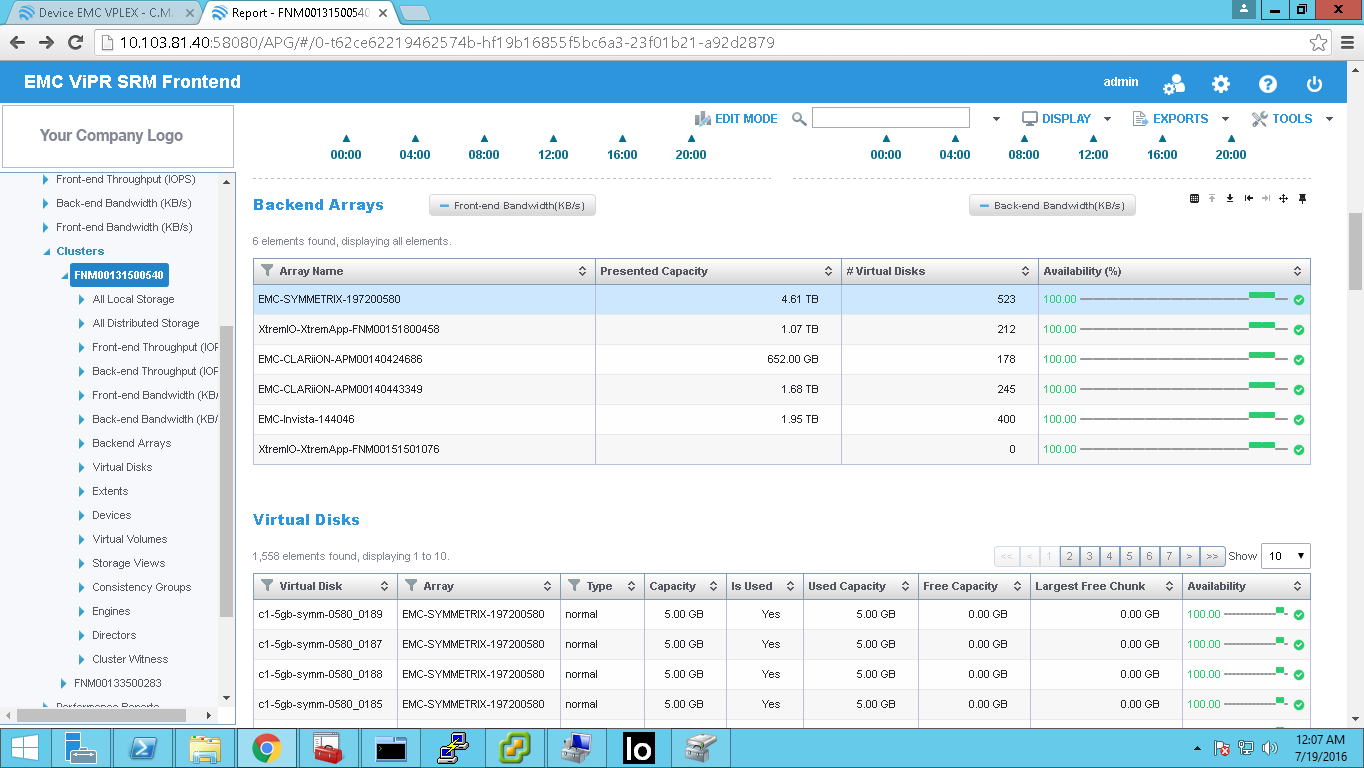 Device EMC VPLEX - C.M.
Report - FNM0013150054
10.103.81.40:58080/APG/#/0-t62ce62219462574b-hf19b16855f5bc6a3-23f01b21-a92d2879
EMC ViPR SRM Frontend
admin
Your Company Logo
EDIT MODE
DISPLAY
EXPORTS
TOOLS
00:00 04:00 08:00 12:00 16:00 20:00
00:00 04:00 08:00 12:00 16:00 20:00
Front-end Throughput (IOPS)
Back-end Bandwidth (KB/s)
Front-end Bandwidth (KB/s)
Clusters
FNM00131500540
All Local Storage
All Distributed Storage
Front-end Throughput (IOP
Back-end Throughput (IOP
Front-end Bandwidth (KB/
Back-end Bandwidth (KB/
Backend Arrays
Virtual Disks
Extents
Devices
Virtual Volumes
Storage Views
Consistency Groups
Engines
Directors
Cluster Witness
FNM00133500283
Performance Reports
Backend Arrays
Front-end Bandwidth(KB/s)
Back-end Bandwidth(KB/s)
6 elements found, displaying all elements.
Array Name Presented Capacity # Virtual Disks Availability (%)
EMC-SYMMETRIX-197200580 4.61 TB 523 100.00
XtremIO-XtremApp-FNM00151800458 1.07 TB 212 100.00
EMC-CLARiiON-APM00140424686 652.00 GB 178 100.00
EMC-CLARiiON-APM00140443349 1.68 TB 245 100.00
EMC-Invista-144046 1.95 TB 400 100.00
XtremIO-XtremApp-FNM00151501076 0 100.00
Virtual Disks
1,558 elements found, displaying 1 to 10.
<< < 1 2 3 4 5 6 7 > >> Show 10
Virtual Disk Array Type Capacity Is Used Used Capacity Free Capacity Largest Free Chunk Availability
c1-5gb-symm-0580_0189 EMC-SYMMETRIX-197200580 normal 5.00 GB Yes 5.00 GB 0.00 GB 0.00 GB 100.00
c1-5gb-symm-0580_0187 EMC-SYMMETRIX-197200580 normal 5.00 GB Yes 5.00 GB 0.00 GB 0.00 GB 100.00
c1-5gb-symm-0580_0188 EMC-SYMMETRIX-197200580 normal 5.00 GB Yes 5.00 GB 0.00 GB 0.00 GB 100.00
c1-5gb-symm-0580_0185 EMC-SYMMETRIX-197200580 normal 5.00 GB Yes 5.00 GB 0.00 GB 0.00 GB 100.00
IO
12:07 AM
7/19/2016